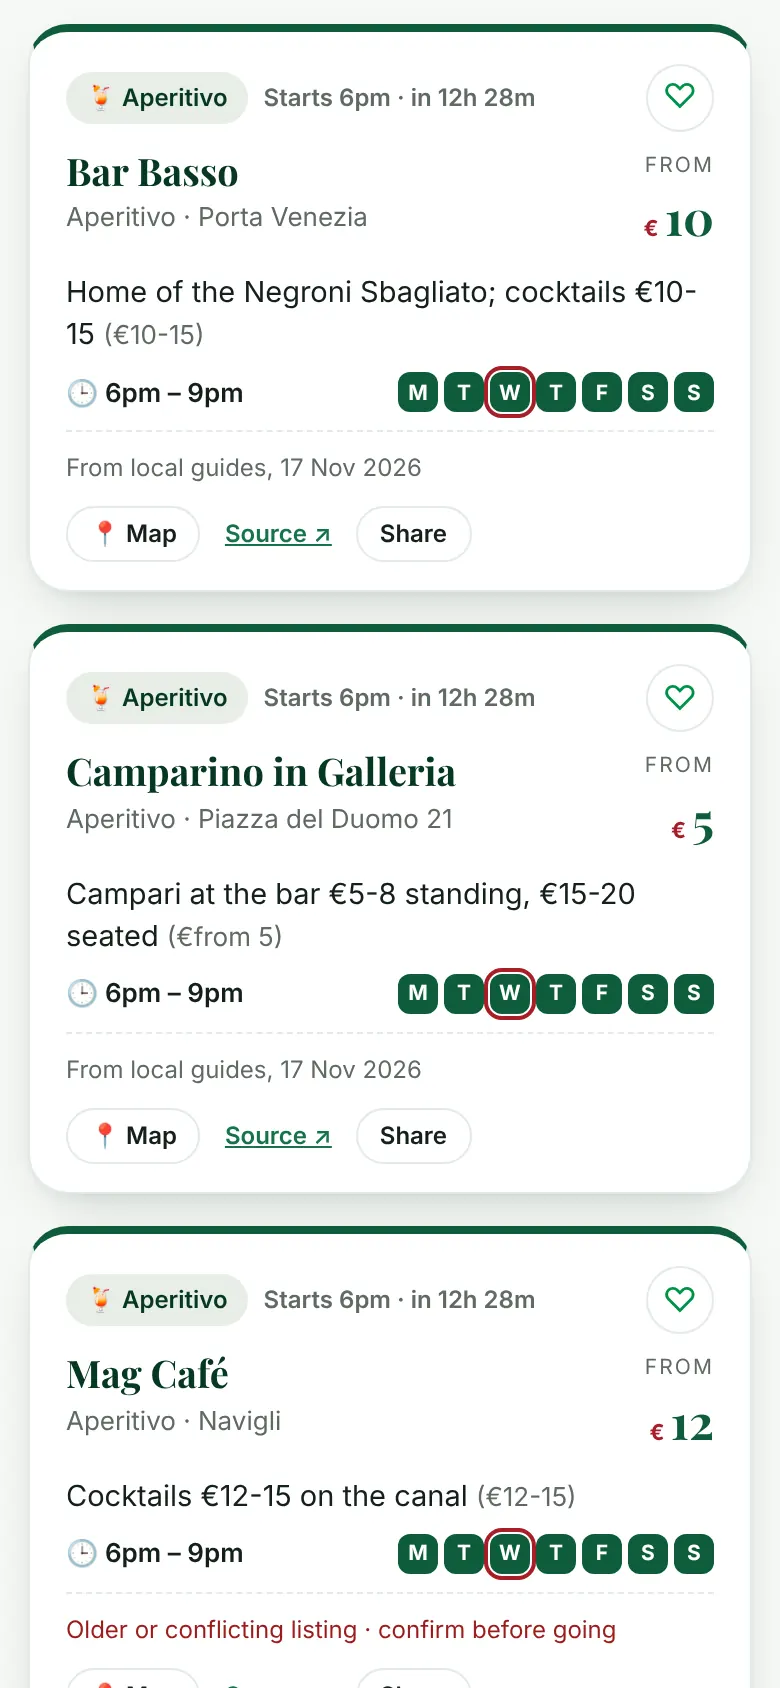 Aperitivo Starts 6pm · in 12h 28m
Bar Basso
FROM
Aperitivo · Porta Venezia
€ 10
Home of the Negroni Sbagliato; cocktails €10-
15 (€10-15)
6pm – 9pm M T W T F S S
From local guides, 17 Nov 2026
Map Source ↗ Share
Aperitivo Starts 6pm · in 12h 28m
Camparino in Galleria
FROM
Aperitivo · Piazza del Duomo 21
€ 5
Campari at the bar €5-8 standing, €15-20
seated (€from 5)
6pm – 9pm M T W T F S S
From local guides, 17 Nov 2026
Map Source ↗ Share
Aperitivo Starts 6pm · in 12h 28m
Mag Café
FROM
Aperitivo · Navigli
€ 12
Cocktails €12-15 on the canal (€12-15)
6pm – 9pm M T W T F S S
Older or conflicting listing · confirm before going